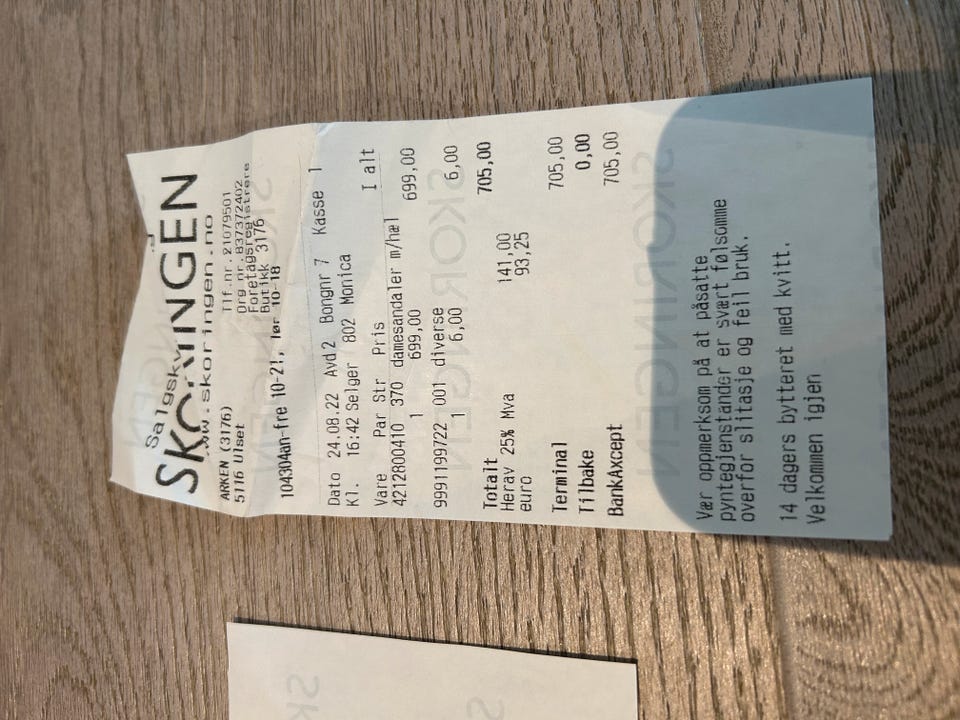 Salgskv
SKORINGEN
www.skoringen.no
Tlf.nr. 21079501
Org nr. 837372402
Foretagsregistrere
ARKEN (3176) Butikk 3176
5116 Ulset
104304an-fre 10-21, lør 10-18
Dato 24.08.22 Avd 2 Bongnr 7 Kasse 1
Kl. 16:42 Selger 802 Monica
Vare Par Str Pris I alt
4212800410 370 damesandaler m/hæl
1 699,00 699,00
9991199722 001 diverse
1 6,00 6,00
Totalt 705,00
Herav 25% Mva 141,00
euro 93,25
Terminal 705,00
Tilbake 0,00
BankAxcept 705,00
Vær oppmerksom på at påsatte
pyntegjenstander er svært følsomme
overfor slitasje og feil bruk.
14 dagers bytteret med kvitt.
Velkommen igjen